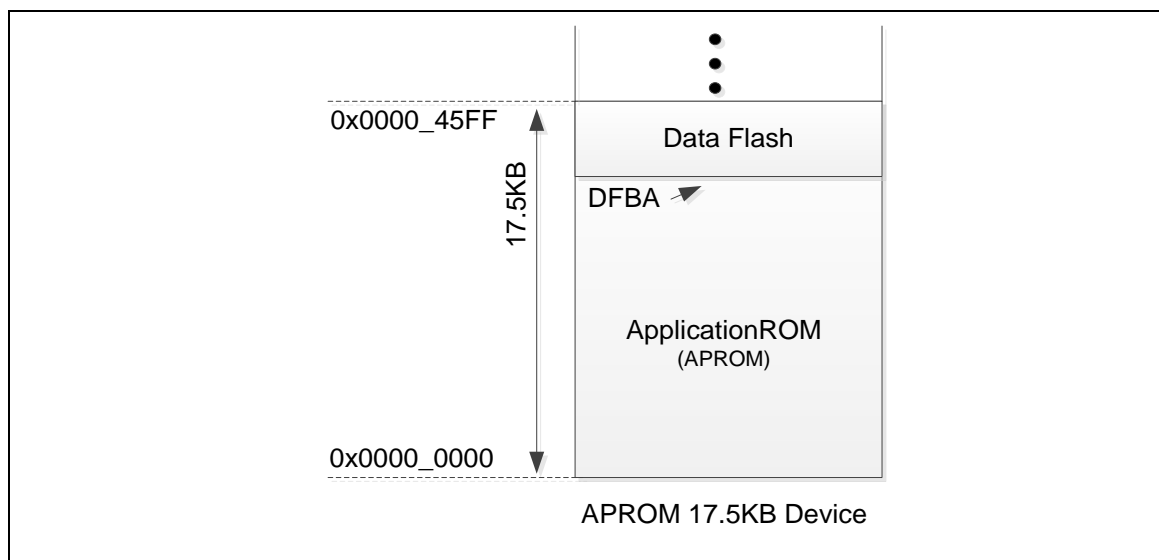 0x0000_45FF
Data Flash
17.5KB
DFBA
ApplicationROM
(APROM)
0x0000_0000
APROM 17.5KB Device